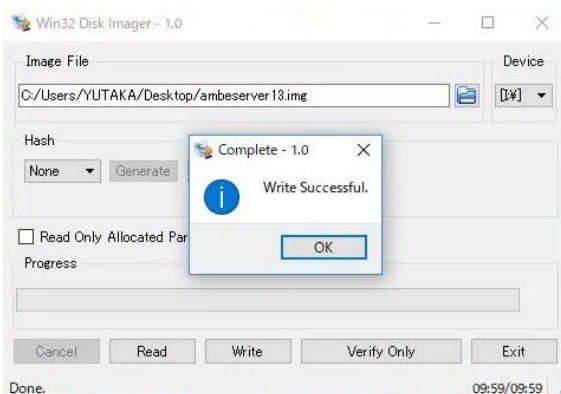 Win32 Disk Imager - 1.0
Image File
Device
C:/Users/YUTAKA/Desktop/ambeserver13.img
[I:¥]
Hash
None
Generate
Complete - 1.0
Write Successful.
OK
Read Only Allocated Par
Progress
Cancel
Read
Write
Verify Only
Exit
Done.
09:59/09:59